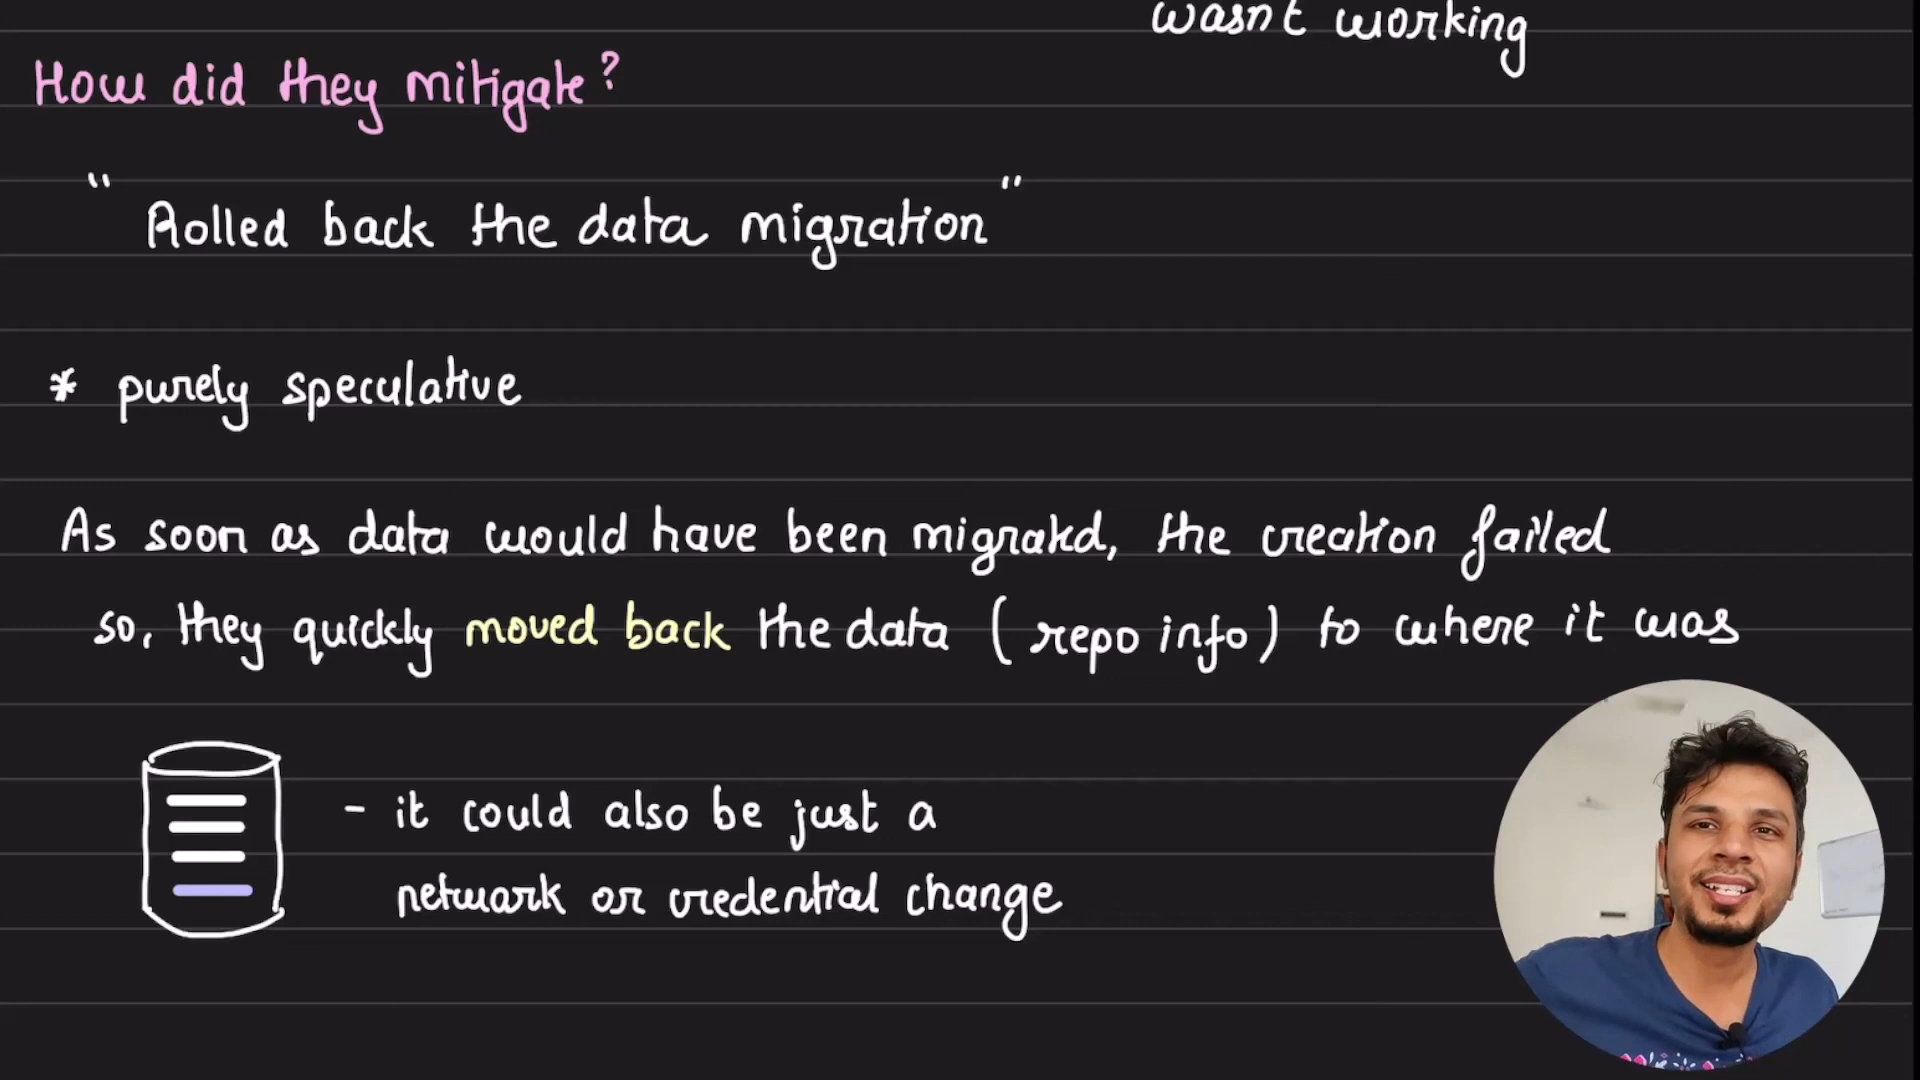 wasnt working
How did they mitigate?
"Rolled back the data migration"
* purely speculative
As soon as data would have been migrated, the creation failed
so, they quickly moved back the data (repo info) to where it was
- it could also be just a
network or credential change